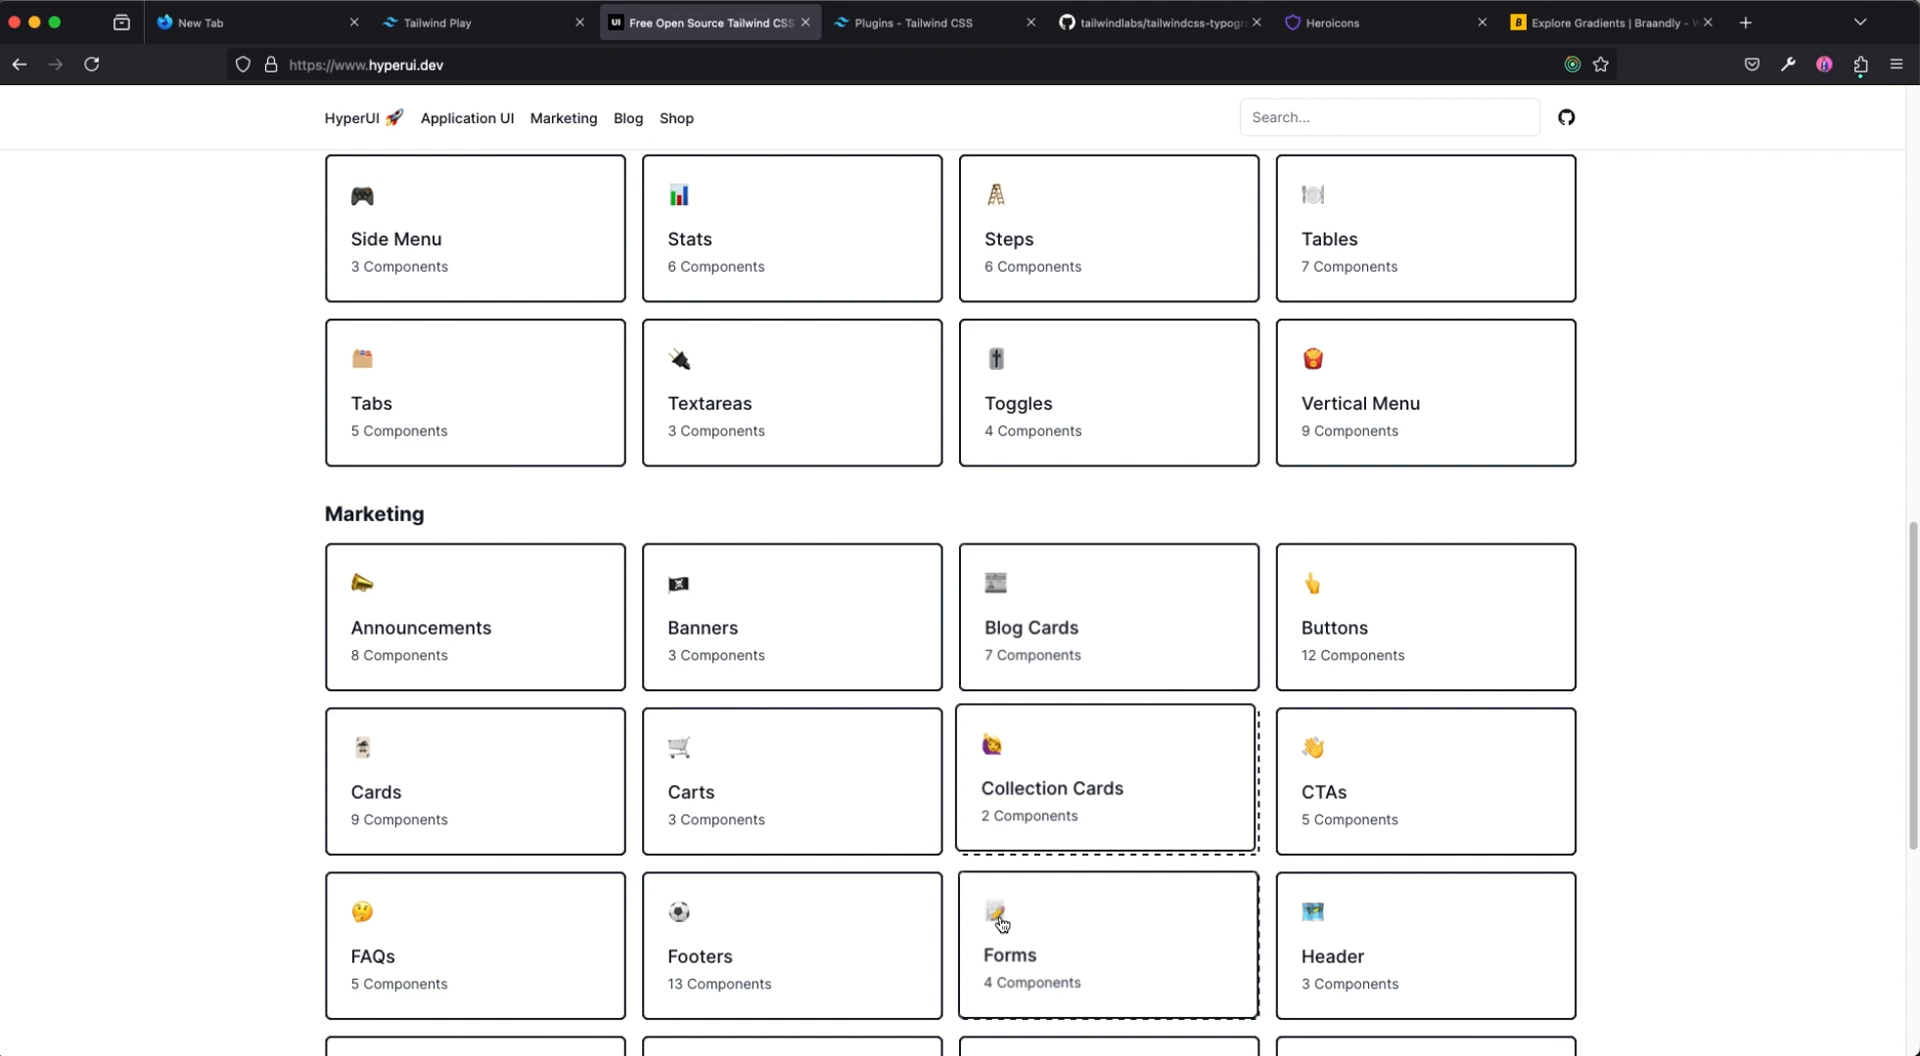 New Tab
Tailwind Play
UI Free Open Source Tailwind CSS
Plugins - Tailwind CSS
tailwindlabs/tailwindcss-typogr
Heroicons
B Explore Gradients | Braandly -
https://www.hyperui.dev
HyperUI 🚀 Application UI Marketing Blog Shop
Search...
Side Menu
3 Components
Stats
6 Components
Steps
6 Components
Tables
7 Components
Tabs
5 Components
Textareas
3 Components
Toggles
4 Components
Vertical Menu
9 Components
Marketing
Announcements
8 Components
Banners
3 Components
Blog Cards
7 Components
Buttons
12 Components
Cards
9 Components
Carts
3 Components
Collection Cards
2 Components
CTAs
5 Components
FAQs
5 Components
Footers
13 Components
Forms
4 Components
Header
3 Components